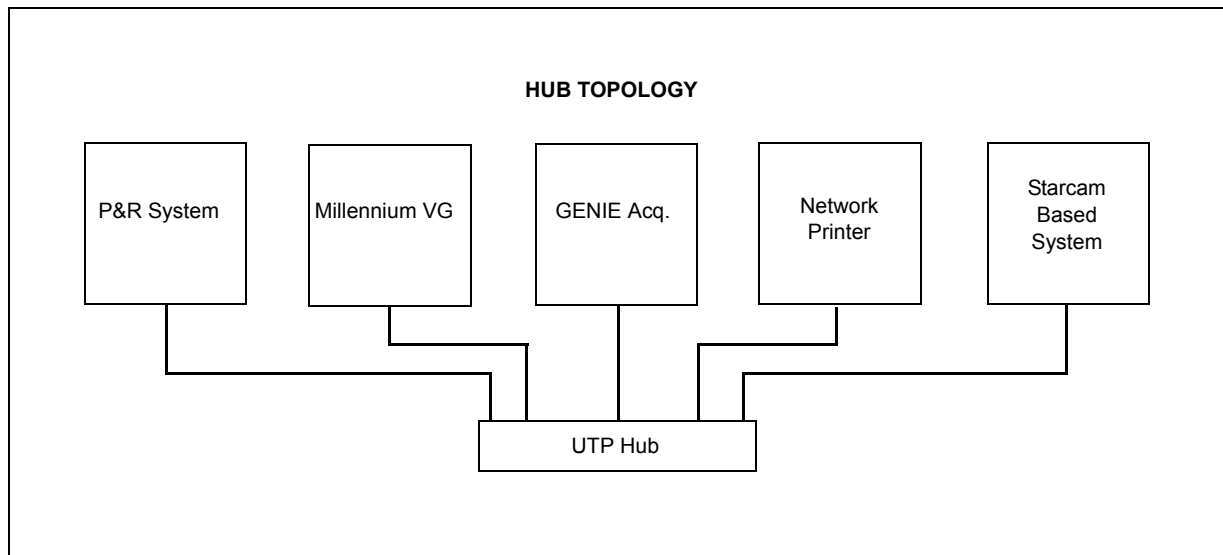 HUB TOPOLOGY
P&R System
Millennium VG
GENIE Acq.
Network
Printer
Starcam
Based
System
UTP Hub